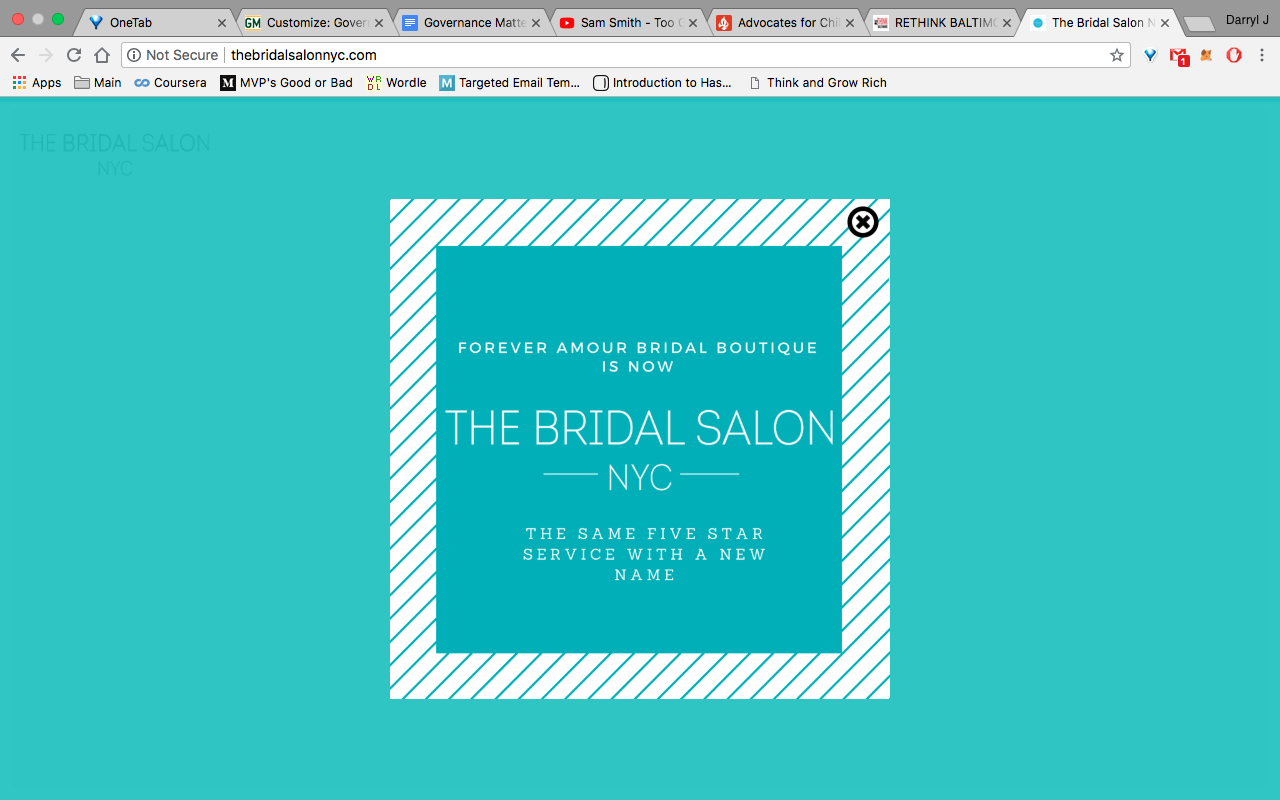 OneTab
Customize: Gover
Governance Matte
Sam Smith - Too G
Advocates for Chi
RETHINK BALTIMO
The Bridal Salon N
Darryl J
Not Secure
thebridalsalonnyc.com
1
Apps
Main
Coursera
MVP's Good or Bad
WR
DL
Wordle
Targeted Email Tem...
Introduction to Has...
Think and Grow Rich
THE BRIDAL SALON
NYC
FOREVER AMOUR BRIDAL BOUTIQUE
IS NOW
THE BRIDAL SALON
NYC
THE SAME FIVE STAR
SERVICE WITH A NEW
NAME